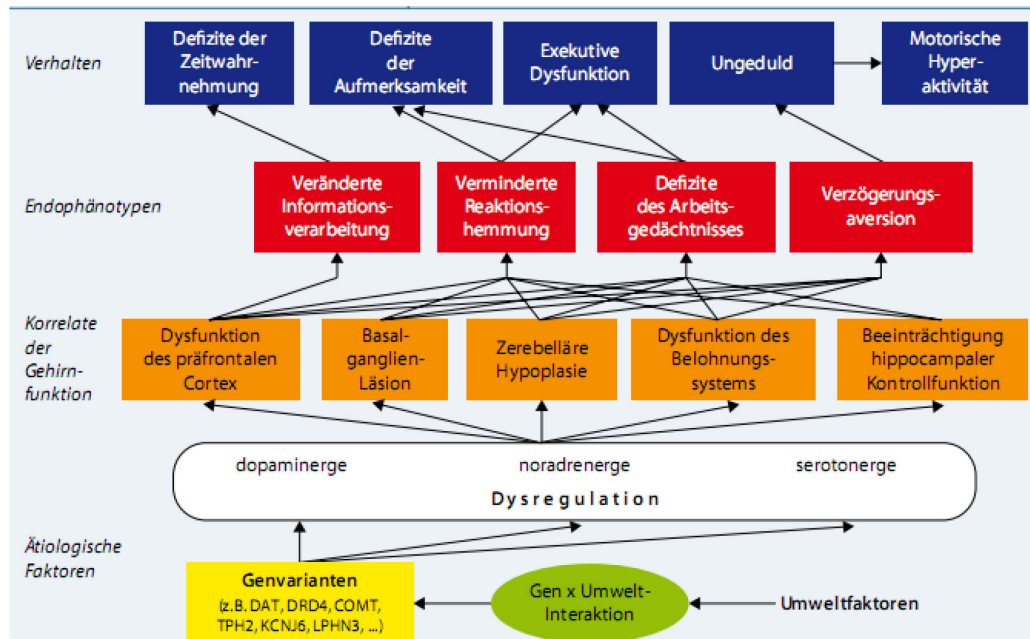 Verhalten
Defizite der
Zeitwahr-
nehmung
Defizite
der
Aufmerksamkeit
Exekutive
Dysfunktion
Ungeduld
Motorische
Hyper-
aktivität
Endophänotypen
Veränderte
Informations-
verarbeitung
Verminderte
Reaktions-
hemmung
Defizite
des Arbeits-
gedächtnisses
Verzögerungs-
aversion
Korrelate
der
Gehirn-
funktion
Dysfunktion
des präfrontalen
Cortex
Basal-
ganglien-
Läsion
Zerebelläre
Hypoplasie
Dysfunktion des
Belohnungs-
systems
Beeinträchtigung
hippocampaler
Kontrollfunktion
dopaminerge
noradrenerge
serotonerge
Dysregulation
Ätiologische
Faktoren
Genvarianten
(z.B. DAT, DRD4, COMT,
TPH2, KCNJ6, LPHN3, ...)
Gen x Umwelt-
Interaktion
Umweltfaktoren